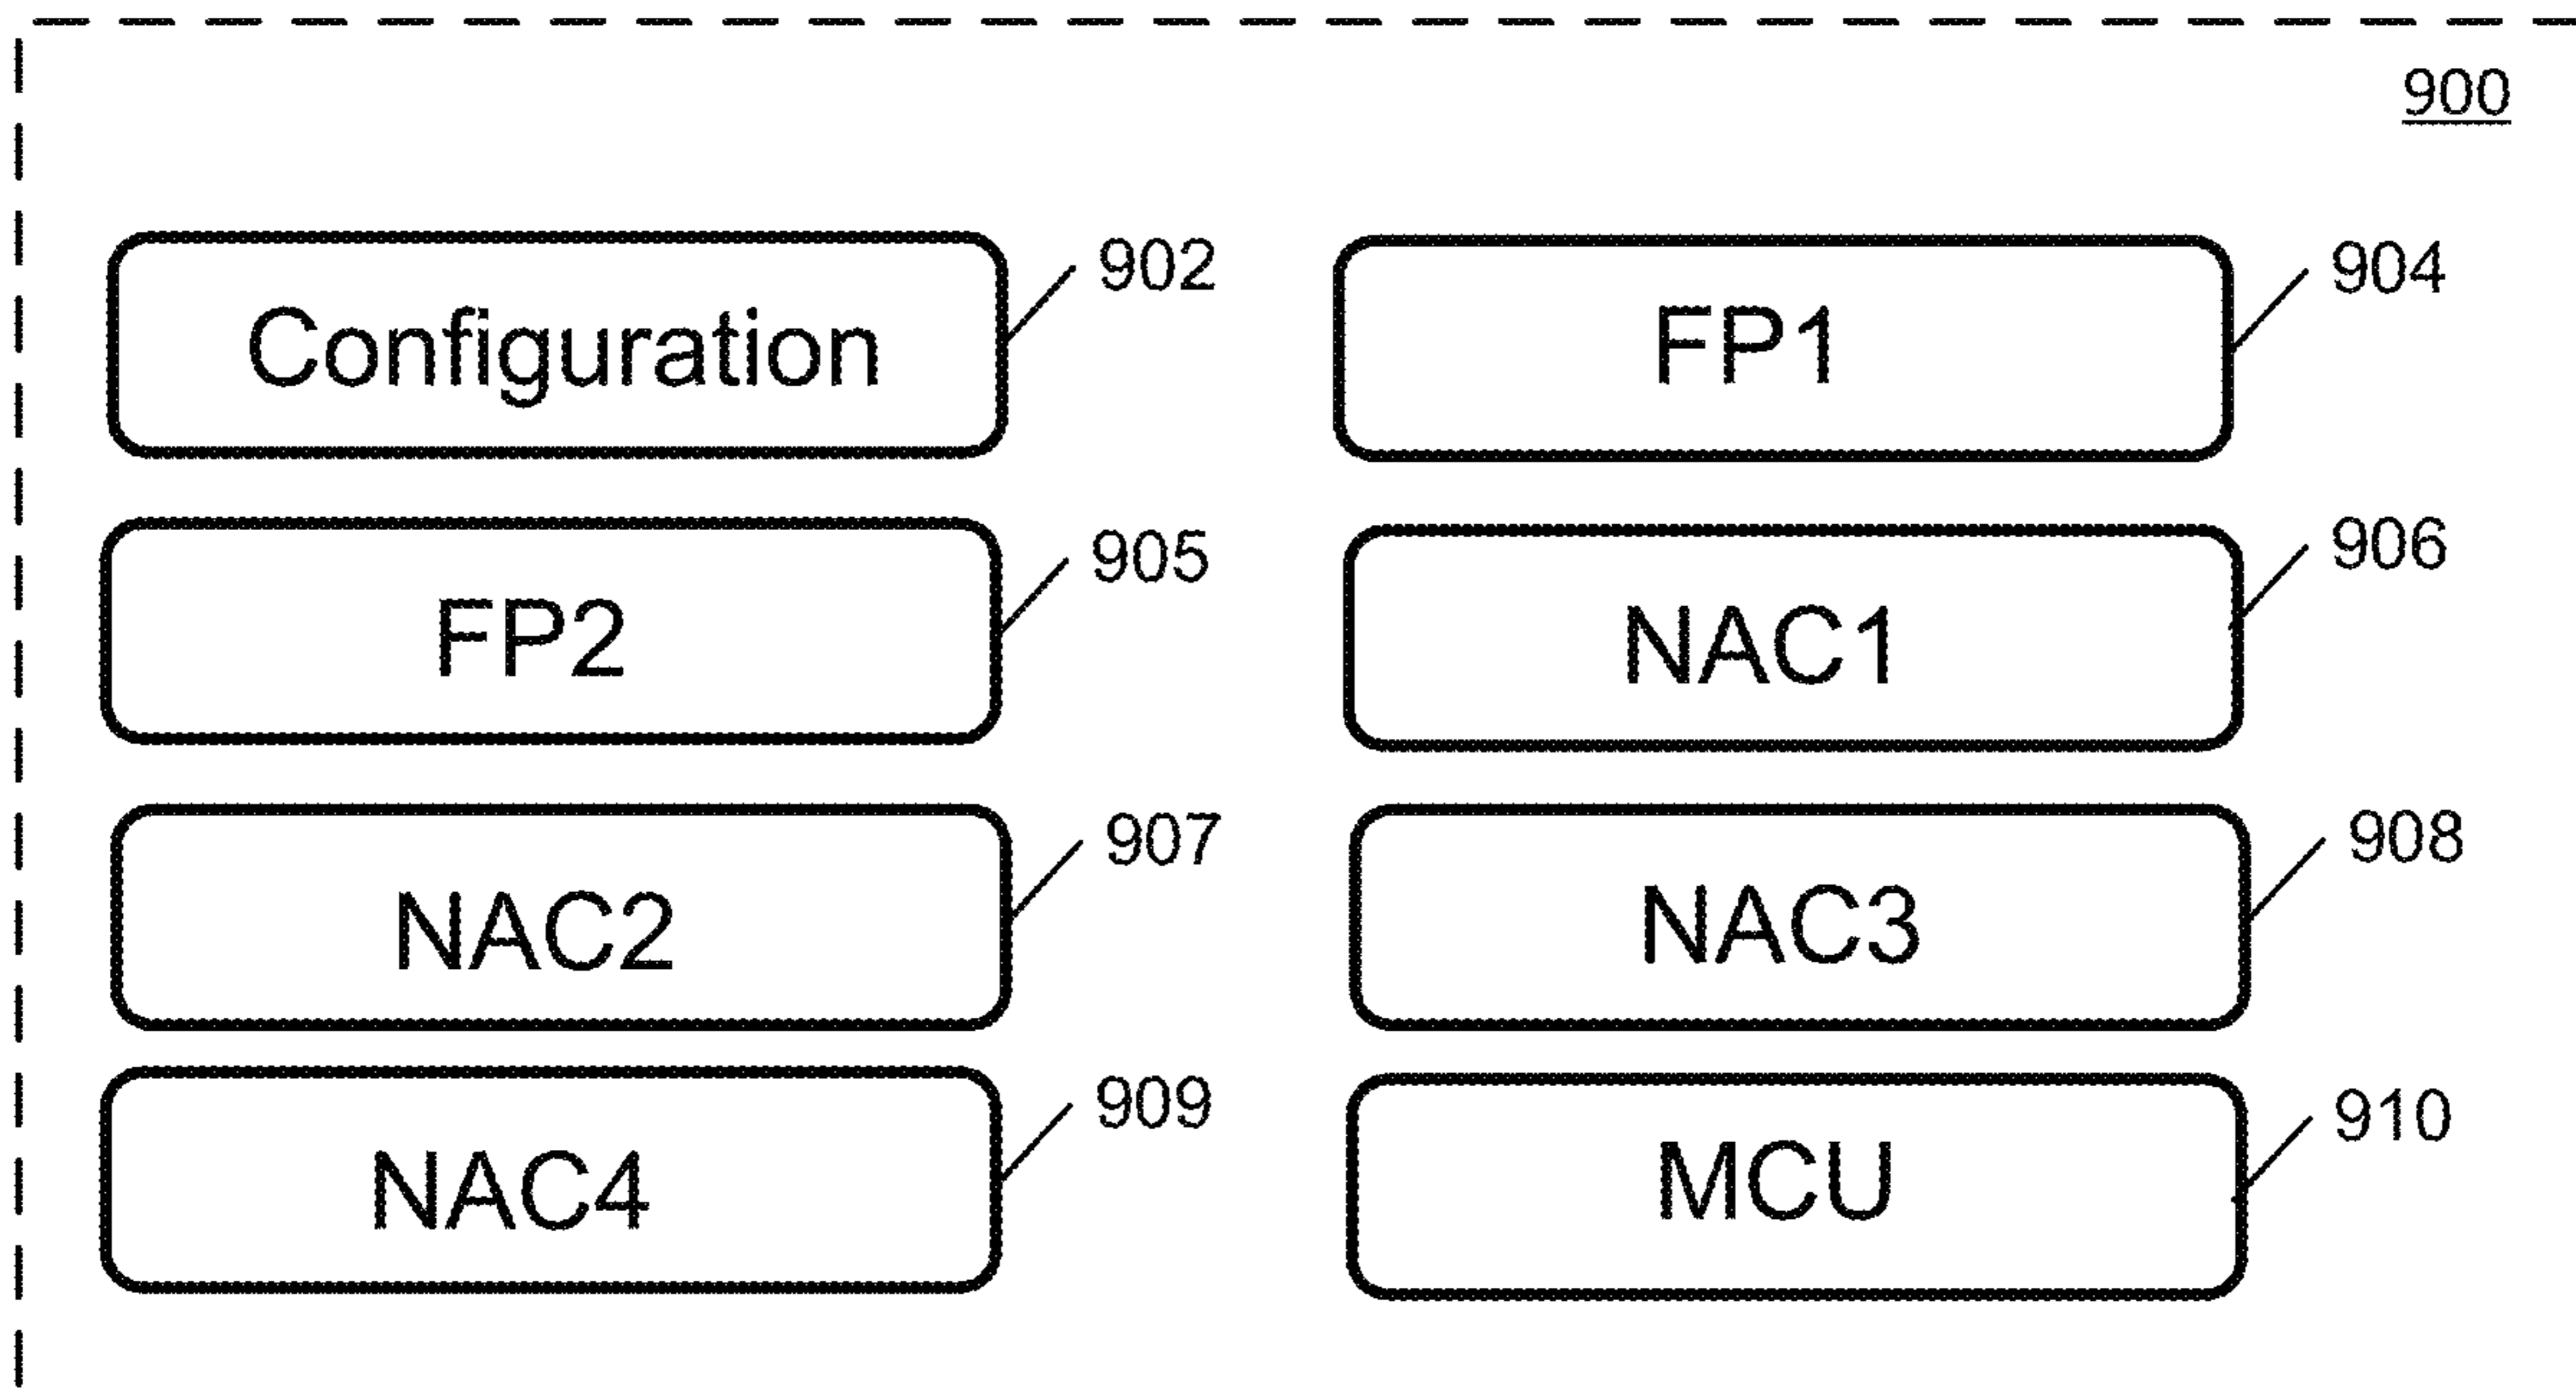 900
Configuration 902
FP1 904
FP2 905
NAC1 906
NAC2 907
NAC3 908
NAC4 909
MCU 910